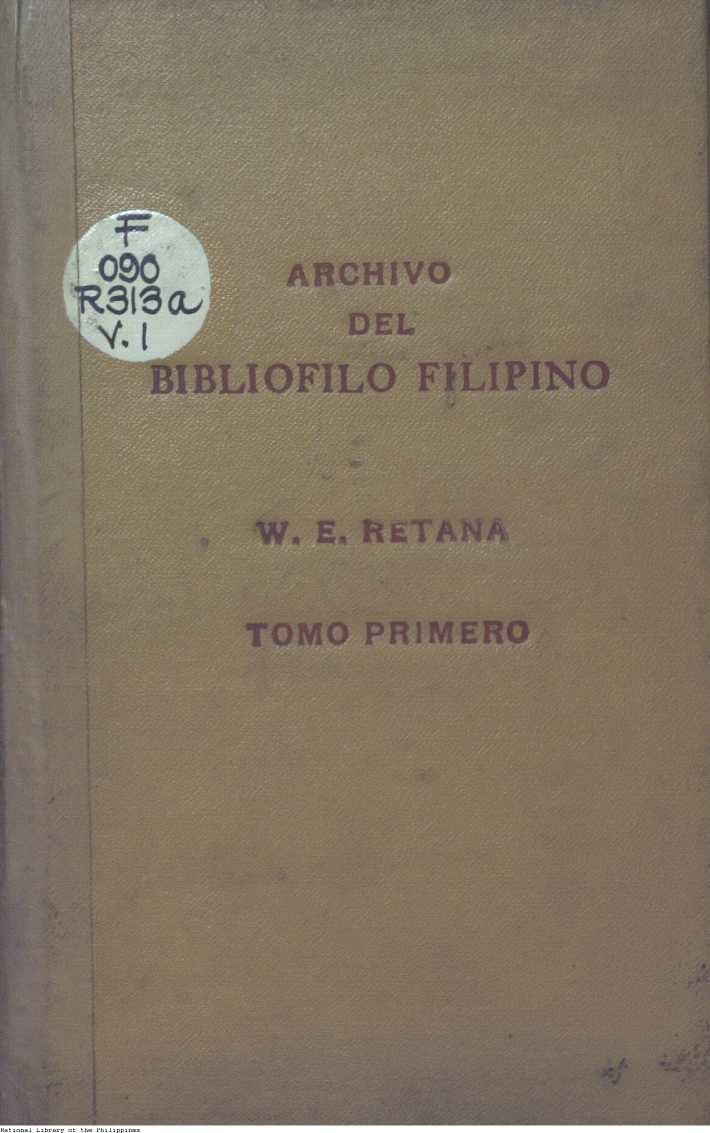 F
090
R313a
V.1
ARCHIVO
DEL
BIBLIOFILO FILIPINO
W. E. RETANA
TOMO PRIMERO
National Library of the Philippines